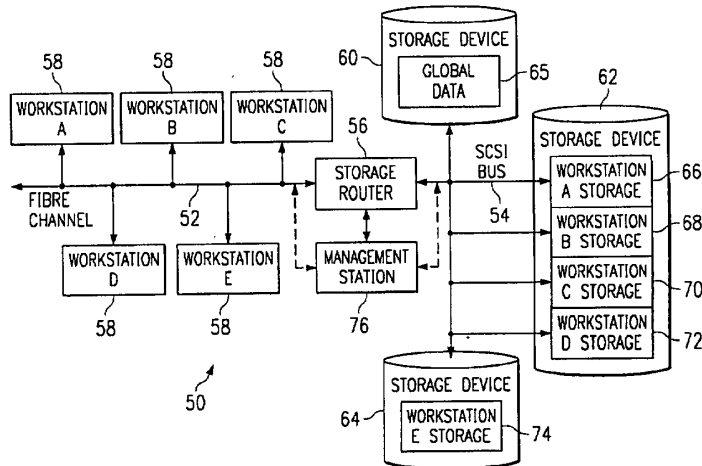 60
STORAGE DEVICE
GLOBAL
DATA
65
58
WORKSTATION
A
58
WORKSTATION
B
58
WORKSTATION
C
FIBRE
CHANNEL
52
WORKSTATION
D
58
WORKSTATION
E
58
56
STORAGE
ROUTER
MANAGEMENT
STATION
76
SCSI
BUS
54
62
STORAGE DEVICE
WORKSTATION
A STORAGE
66
WORKSTATION
B STORAGE
68
WORKSTATION
C STORAGE
70
WORKSTATION
D STORAGE
72
50
64
STORAGE DEVICE
WORKSTATION
E STORAGE
74